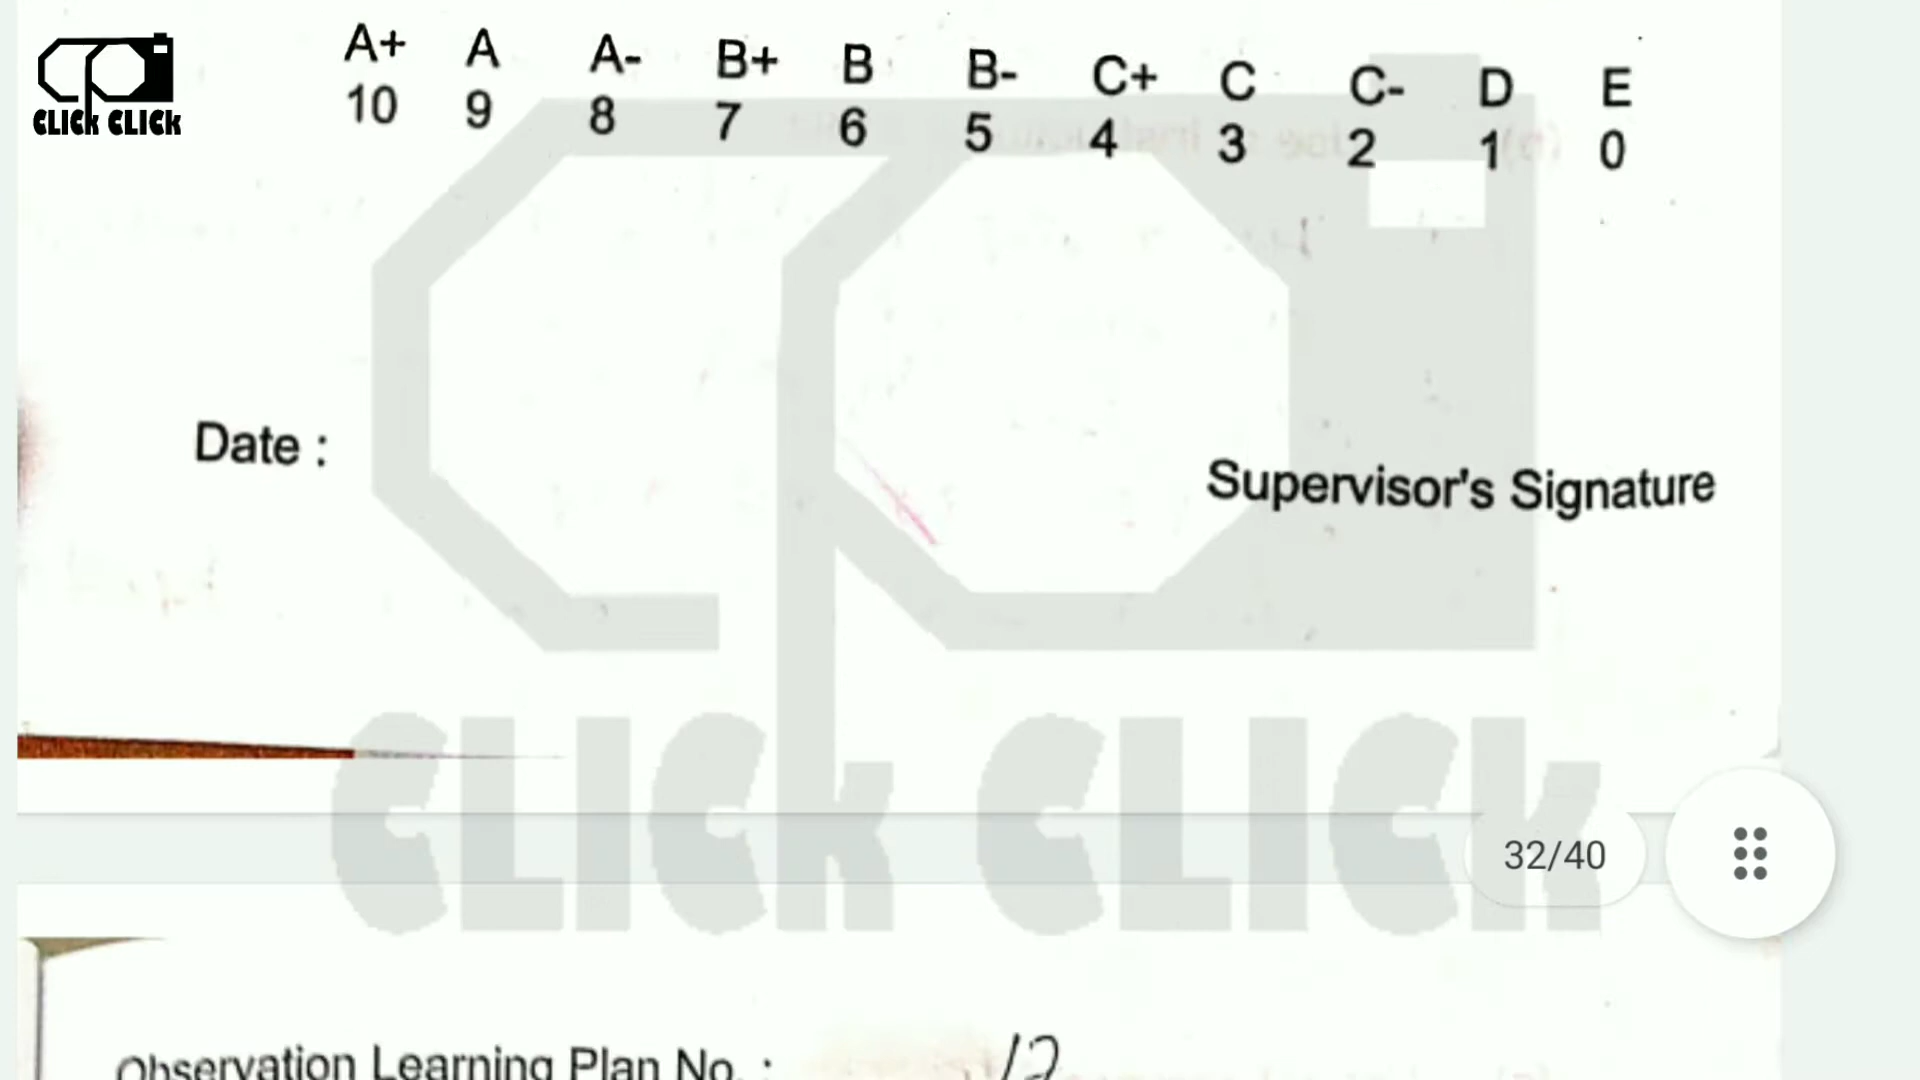 A+ A A- B+ B B- C+ C C- D E
10 9 8 7 6 5 4 3 2 1 0
CLICK CLICK
Date :
Supervisor's Signature
CLICK CLICK
32/40
Observation Learning Plan No. : 12